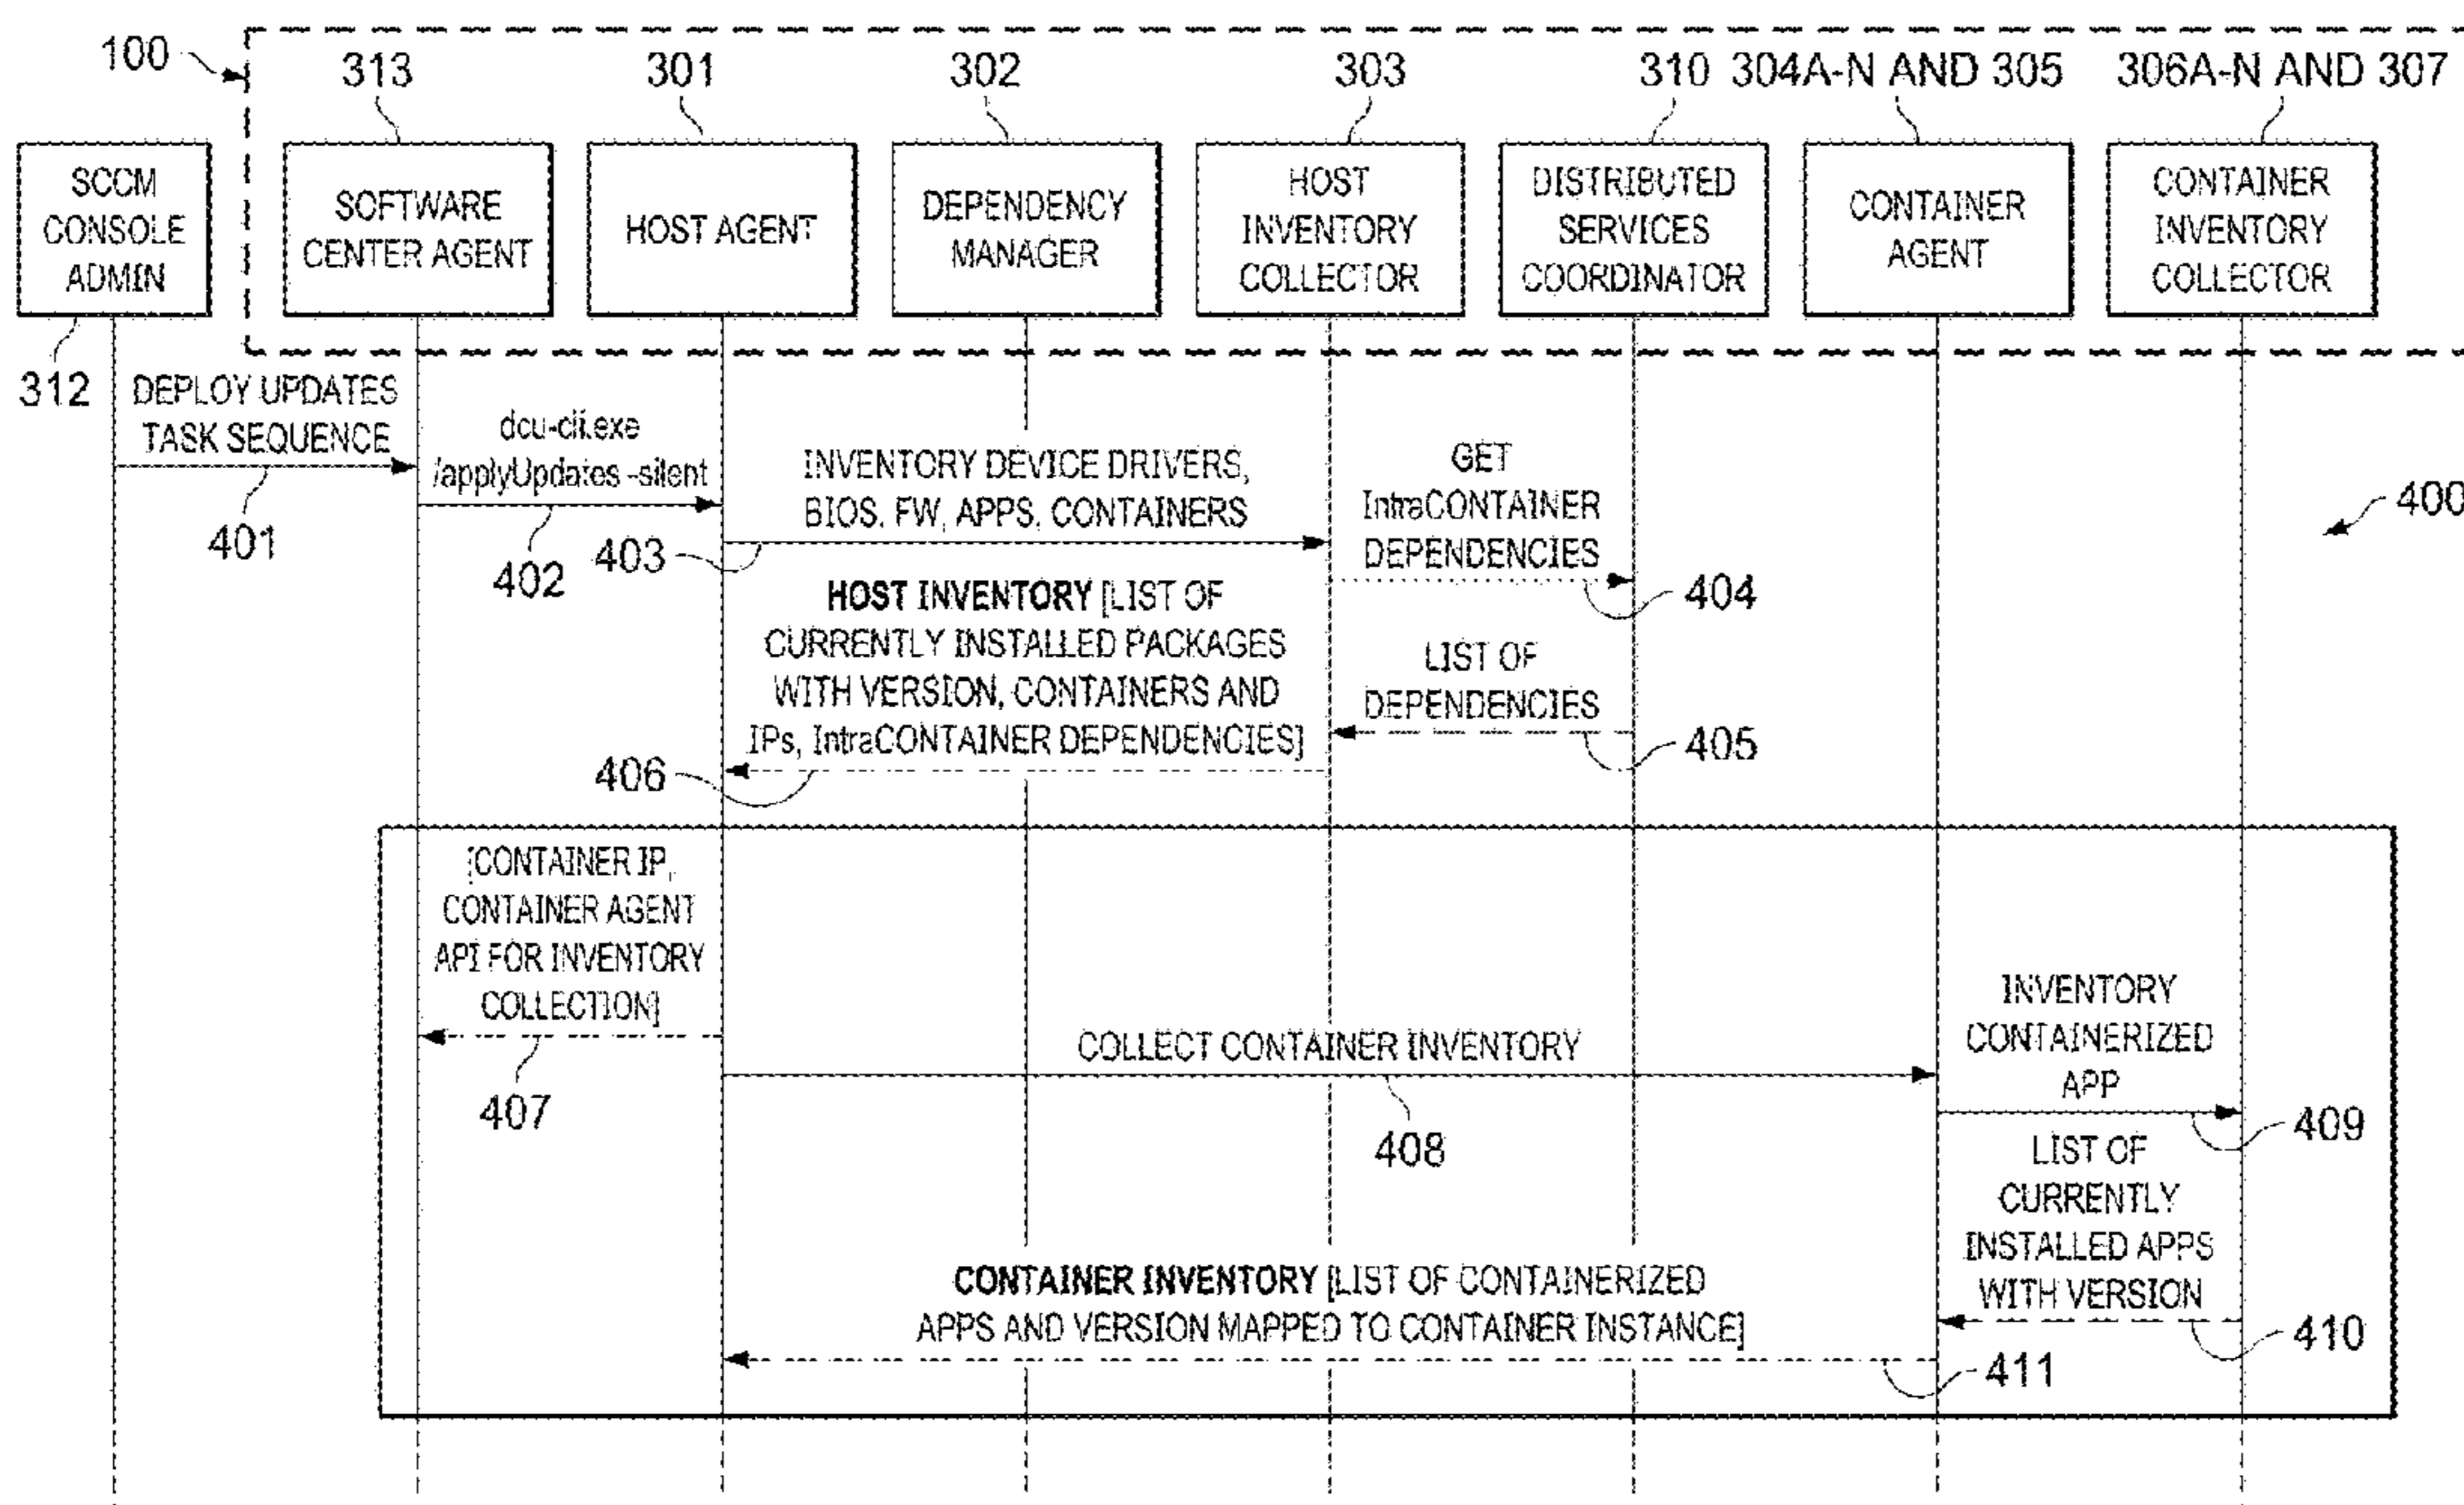 100
313
301
302
303
310
304A-N AND 305
306A-N AND 307
SCCM
CONSOLE
ADMIN
SOFTWARE
CENTER AGENT
HOST AGENT
DEPENDENCY
MANAGER
HOST
INVENTORY
COLLECTOR
DISTRIBUTED
SERVICES
COORDINATOR
CONTAINER
AGENT
CONTAINER
INVENTORY
COLLECTOR
312
DEPLOY UPDATES
TASK SEQUENCE
401
dcu-cli.exe
/applyUpdates -silent
402
INVENTORY DEVICE DRIVERS,
BIOS, FW, APPS, CONTAINERS
403
GET
IntraCONTAINER
DEPENDENCIES
404
400
HOST INVENTORY [LIST OF
CURRENTLY INSTALLED PACKAGES
WITH VERSION, CONTAINERS AND
IPs, IntraCONTAINER DEPENDENCIES]
406
LIST OF
DEPENDENCIES
405
[CONTAINER IP,
CONTAINER AGENT
API FOR INVENTORY
COLLECTION]
407
COLLECT CONTAINER INVENTORY
408
INVENTORY
CONTAINERIZED
APP
409
LIST OF
CURRENTLY
INSTALLED APPS
WITH VERSION
410
CONTAINER INVENTORY [LIST OF CONTAINERIZED
APPS AND VERSION MAPPED TO CONTAINER INSTANCE]
411